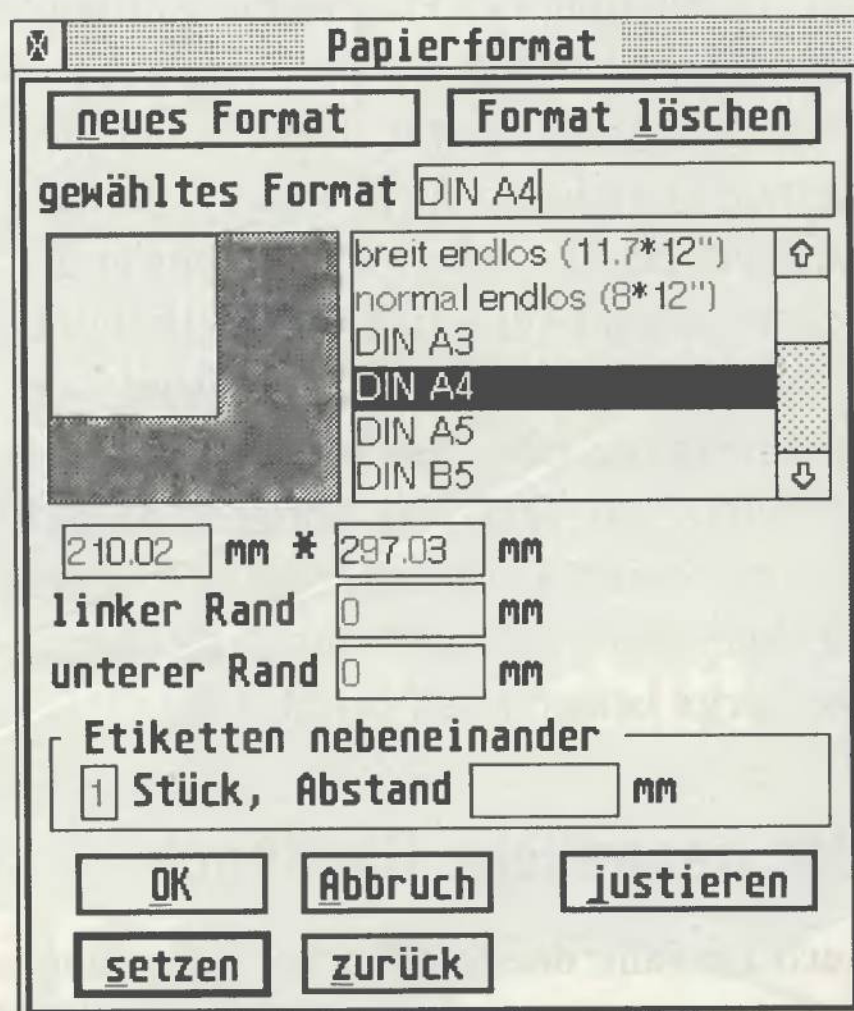 Papierformat
neues Format Format löschen
gewähltes Format DIN A4
breit endlos (11.7*12")
normal endlos (8*12")
DIN A3
DIN A4
DIN A5
DIN B5
210.02 mm * 297.03 mm
linker Rand 0 mm
unterer Rand 0 mm
Etiketten nebeneinander
1 Stück, Abstand mm
OK Abbruch justieren
setzen zurück